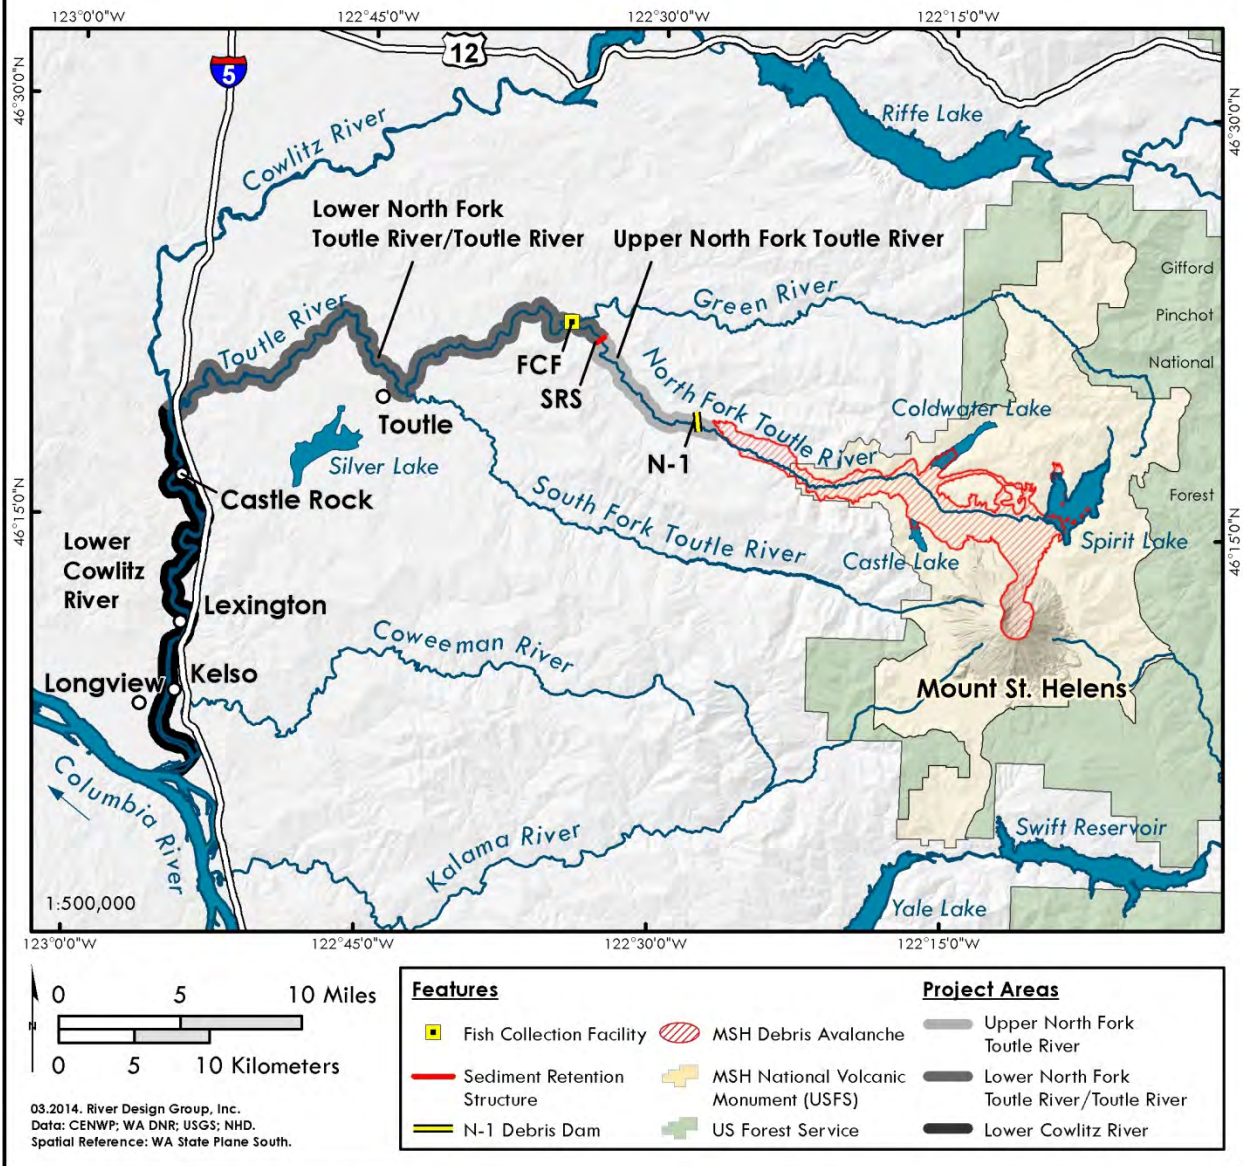 123°0'0"W
122°45'0"W
122°30'0"W
122°15'0"W
12
5
46°30'0"N
46°30'0"N
Riffe Lake
Cowlitz River
Lower North Fork
Toutle River/Toutle River
Upper North Fork Toutle River
Gifford
Pinchot
National
Forest
Green River
Toutle River
FCF
SRS
North Fork Toutle River
Coldwater Lake
Toutle
Silver Lake
N-1
Castle Rock
South Fork Toutle River
46°15'0"N
46°15'0"N
Castle Lake
Spirit Lake
Lower
Cowlitz
River
Lexington
Coweeman River
Longview
Kelso
Mount St. Helens
Columbia River
Kalama River
Swift Reservoir
Yale Lake
1:500,000
123°0'0"W
122°45'0"W
122°30'0"W
122°15'0"W
N
0 5 10 Miles
0 5 10 Kilometers
03.2014. River Design Group, Inc.
Data: CENWP; WA DNR; USGS; NHD.
Spatial Reference: WA State Plane South.
Features
Fish Collection Facility
Sediment Retention
Structure
N-1 Debris Dam
MSH Debris Avalanche
MSH National Volcanic
Monument (USFS)
US Forest Service
Project Areas
Upper North Fork
Toutle River
Lower North Fork
Toutle River/Toutle River
Lower Cowlitz River